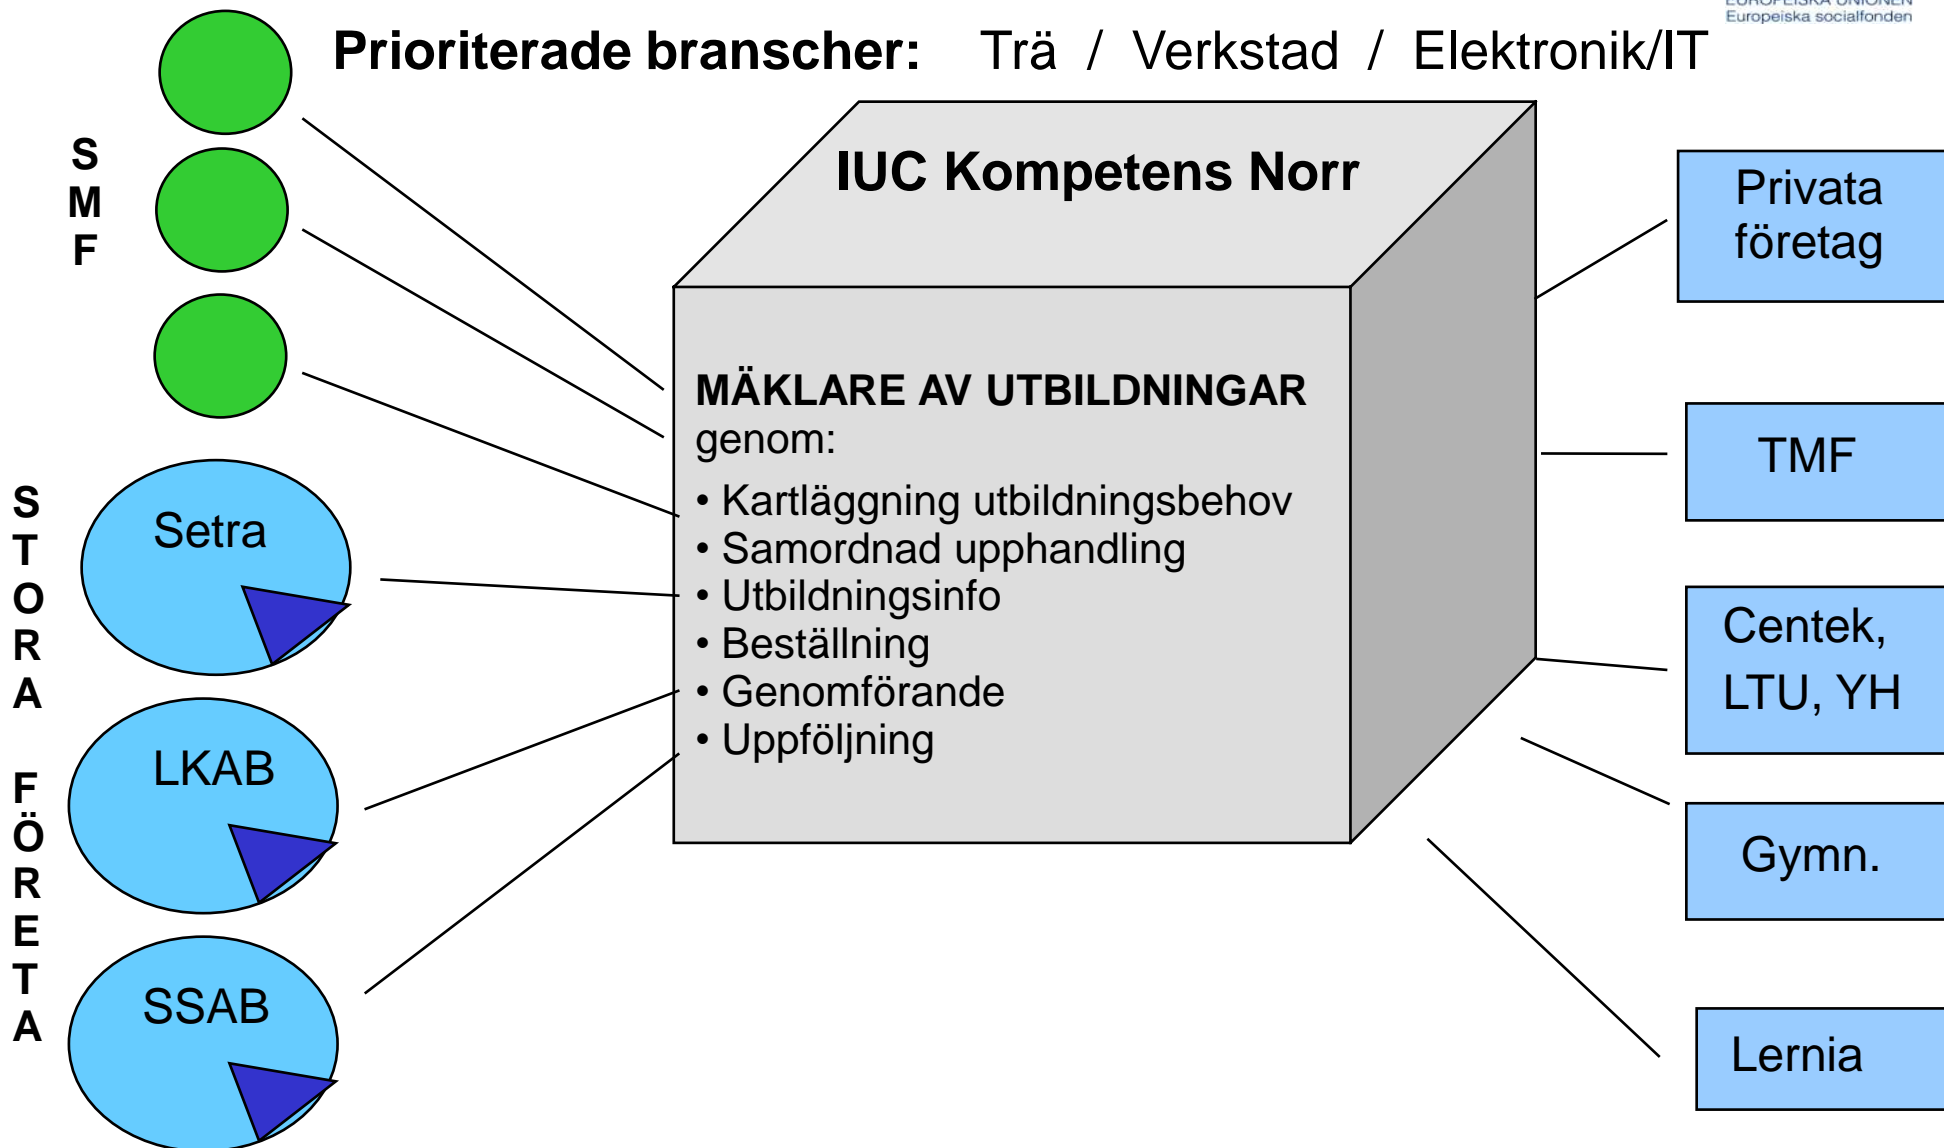 EUROPEISKA UNIONEN
Europeiska socialfonden
Prioriterade branscher: Trä / Verkstad / Elektronik/IT
S
M
F
S
T
O
R
A
F
Ö
R
E
T
A
Setra
LKAB
SSAB
IUC Kompetens Norr
MÄKLARE AV UTBILDNINGAR
genom:
• Kartläggning utbildningsbehov
• Samordnad upphandling
• Utbildningsinfo
• Beställning
• Genomförande
• Uppföljning
Privata
företag
TMF
Centek,
LTU, YH
Gymn.
Lernia